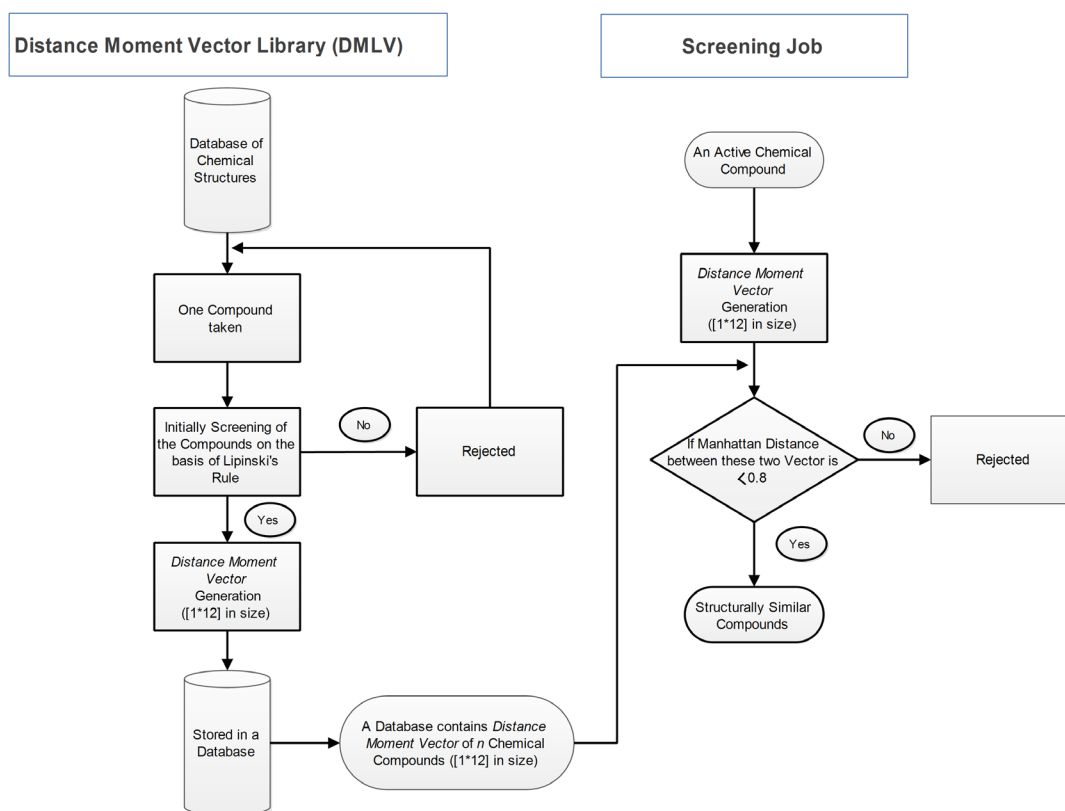 Distance Moment Vector Library (DMLV)
Database of
Chemical
Structures
One Compound
taken
Initially Screening of
the Compounds on the
basis of Lipinski's
Rule
No
Rejected
Yes
Distance Moment
Vector
Generation
([1*12] in size)
Stored in a
Database
A Database contains Distance
Moment Vector of n Chemical
Compounds ([1*12] in size)
Screening Job
An Active Chemical
Compound
Distance Moment
Vector
Generation
([1*12] in size)
If Manhattan Distance
between these two Vector is
<0.8
No
Rejected
Yes
Structurally Similar
Compounds